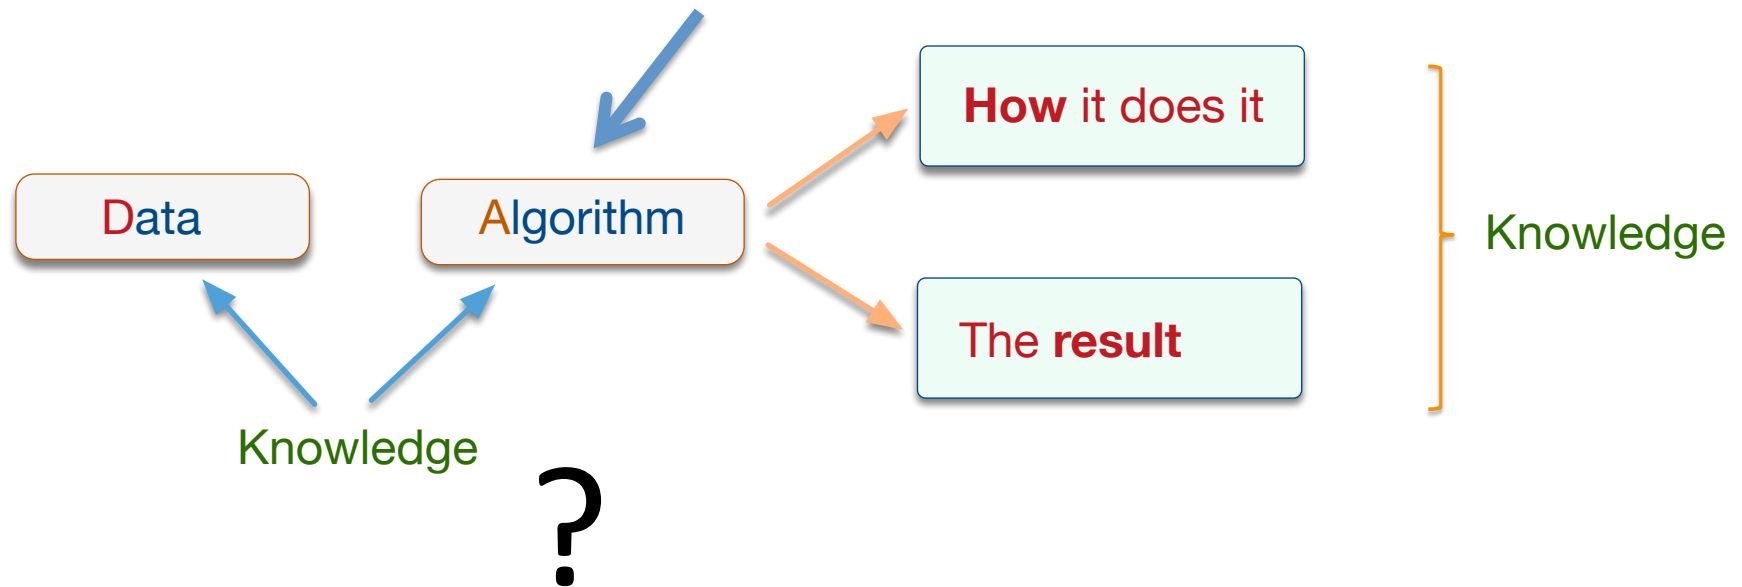 How it does it
Data
Algorithm
Knowledge
The result
Knowledge
?